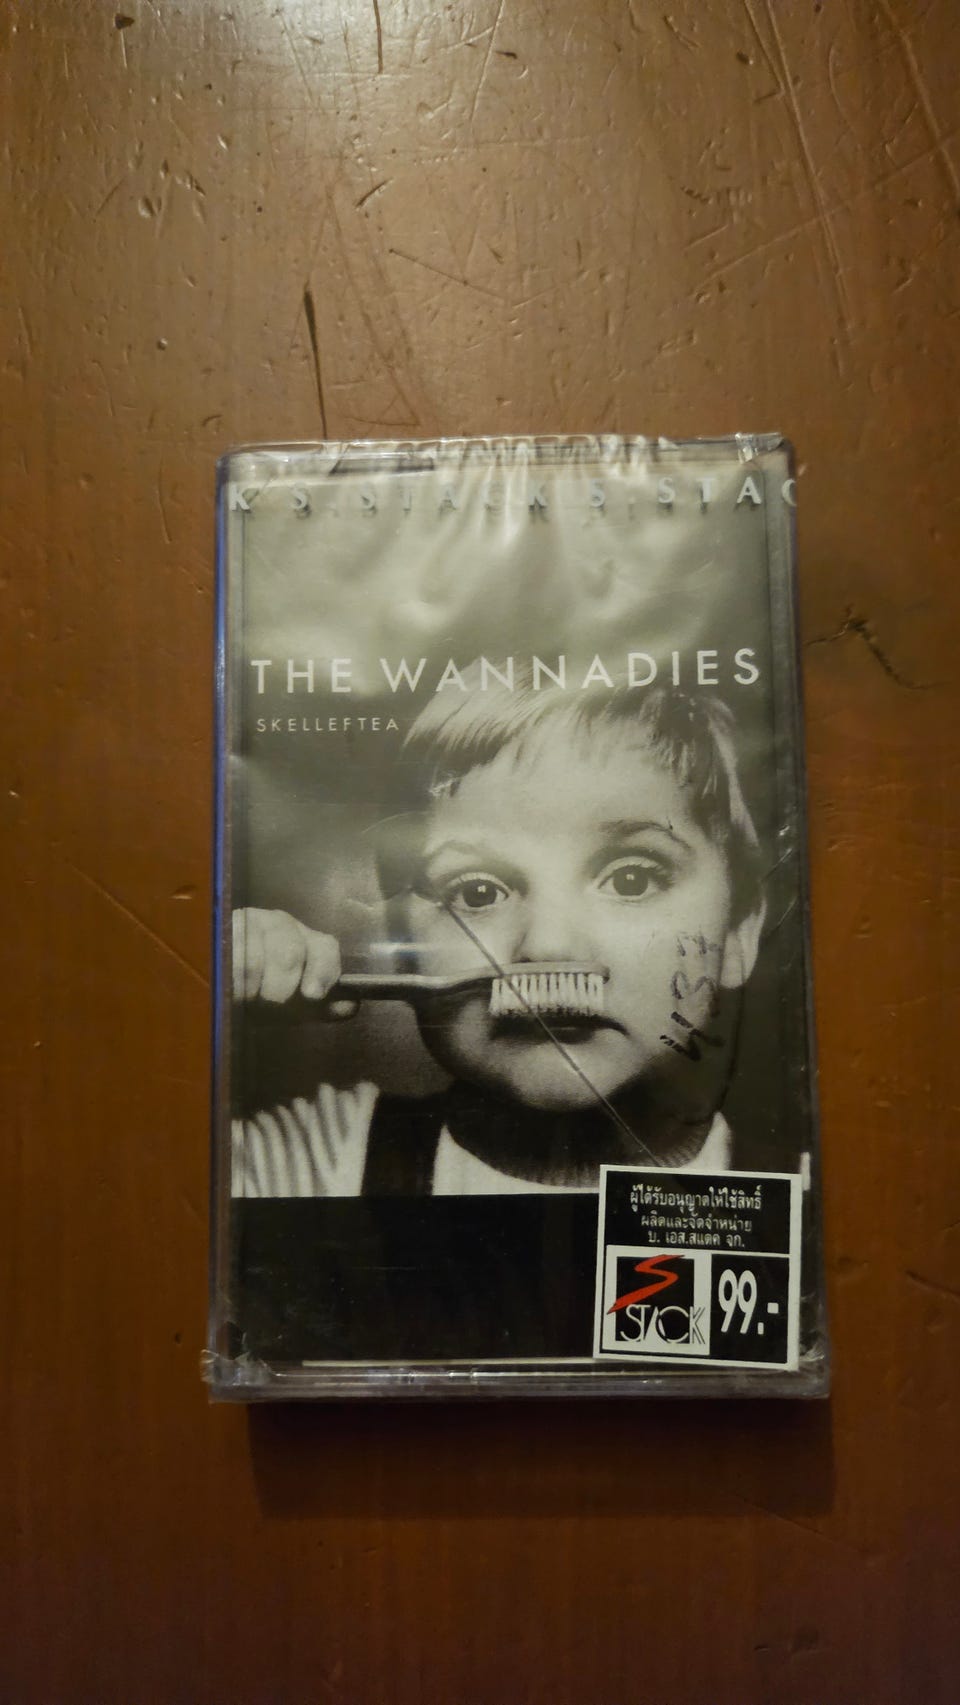 K S. STACK S. STAC
THE WANNADIES
SKELLEFTEA
ผู้ได้รับอนุญาตให้ใช้สิทธิ์
ผลิตและจัดจำหน่าย
บ. เอส.สแตค จก.
S
STACK
99.-